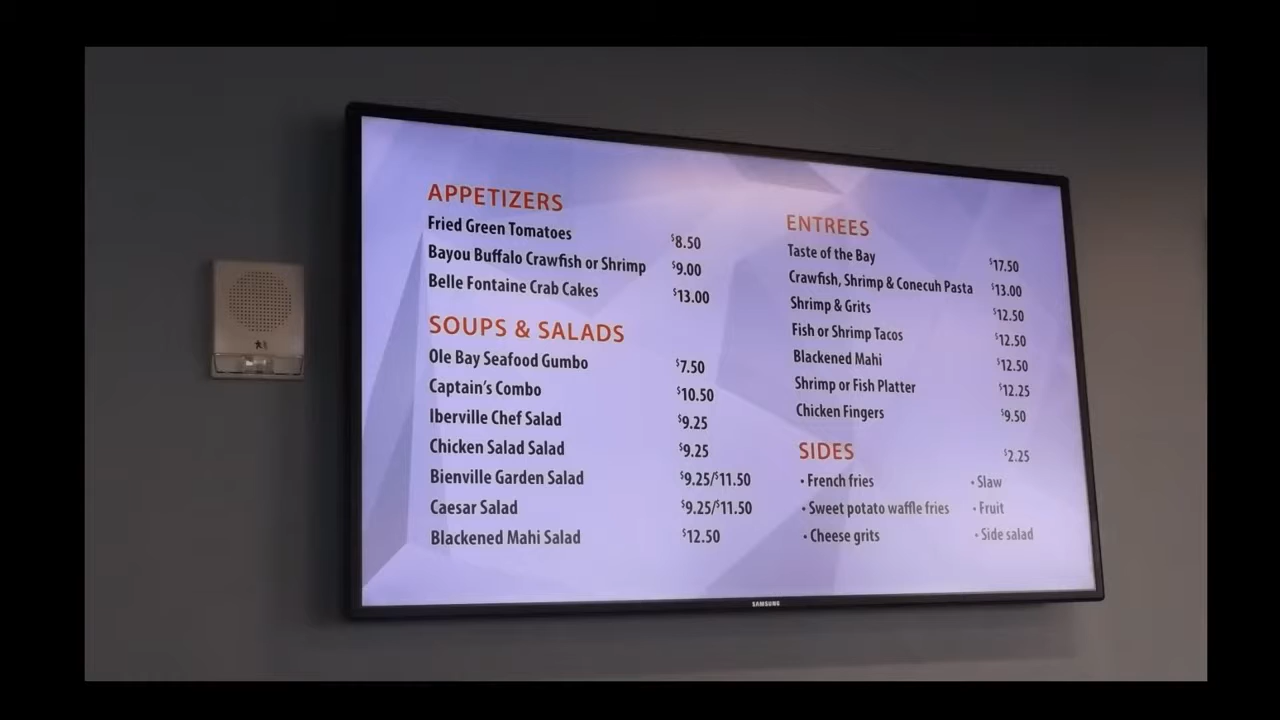 APPETIZERS
Fried Green Tomatoes $8.50
Bayou Buffalo Crawfish or Shrimp $9.00
Belle Fontaine Crab Cakes $13.00
SOUPS & SALADS
Ole Bay Seafood Gumbo $7.50
Captain's Combo $10.50
Iberville Chef Salad $9.25
Chicken Salad Salad $9.25
Bienville Garden Salad $9.25/$11.50
Caesar Salad $9.25/$11.50
Blackened Mahi Salad $12.50
ENTREES
Taste of the Bay $17.50
Crawfish, Shrimp & Conecuh Pasta $13.00
Shrimp & Grits $12.50
Fish or Shrimp Tacos $12.50
Blackened Mahi $12.50
Shrimp or Fish Platter $12.25
Chicken Fingers $9.50
SIDES $2.25
• French fries • Slaw
• Sweet potato waffle fries • Fruit
• Cheese grits • Side salad
SAMSUNG